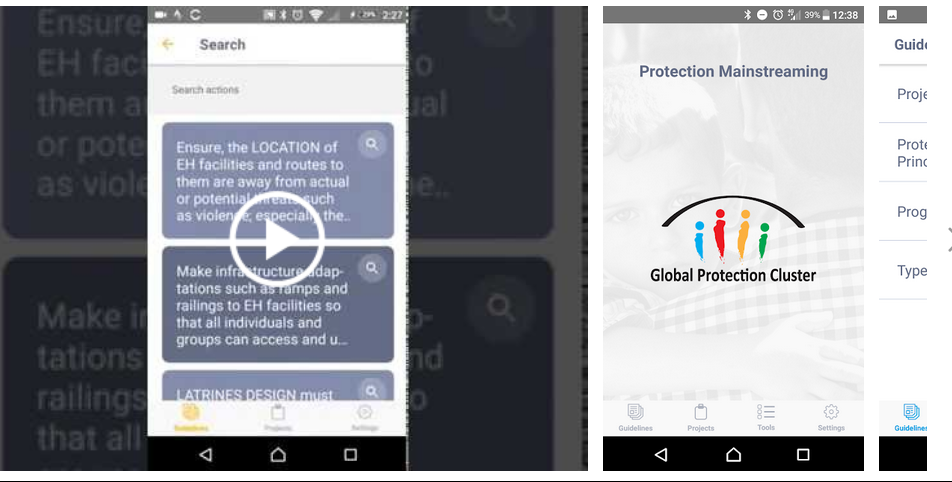 Ensure
EH faci
them a
or pote
as viole
Make in
tations
railings
that all
2:27
Search
Search actions
Ensure, the LOCATION of
EH facilities and routes to
them are away from actual
or potential threats such
as violence; especially the..
Make infrastructure adap-
tations such as ramps and
railings to EH facilities so
that all individuals and
groups can access and u...
LATRINES DESIGN must
Guidelines
Projects
Settings
39% 12:38
Protection Mainstreaming
Global Protection Cluster
Guidelines
Projects
Tools
Settings
Guide
Proje
Prote
Princ
Prog
Type
Guidelines